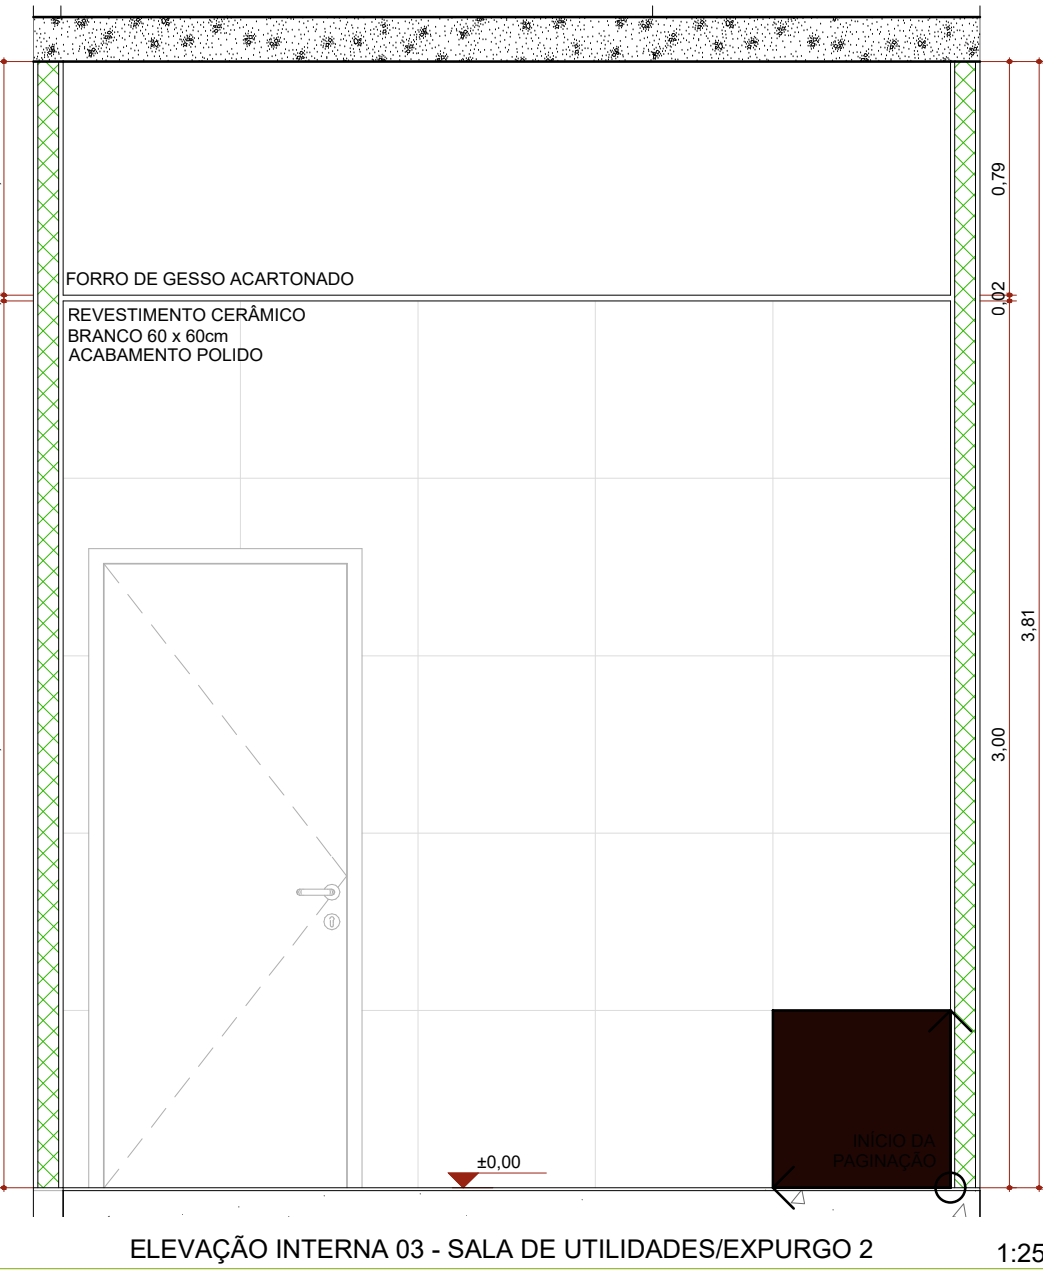 0,79
FORRO DE GESSO ACARTONADO
0,02
REVESTIMENTO CERÂMICO
BRANCO 60 x 60cm
ACABAMENTO POLIDO
3,81
3,00
INÍCIO DA
PAGINAÇÃO
±0,00
ELEVAÇÃO INTERNA 03 - SALA DE UTILIDADES/EXPURGO 2
1:25